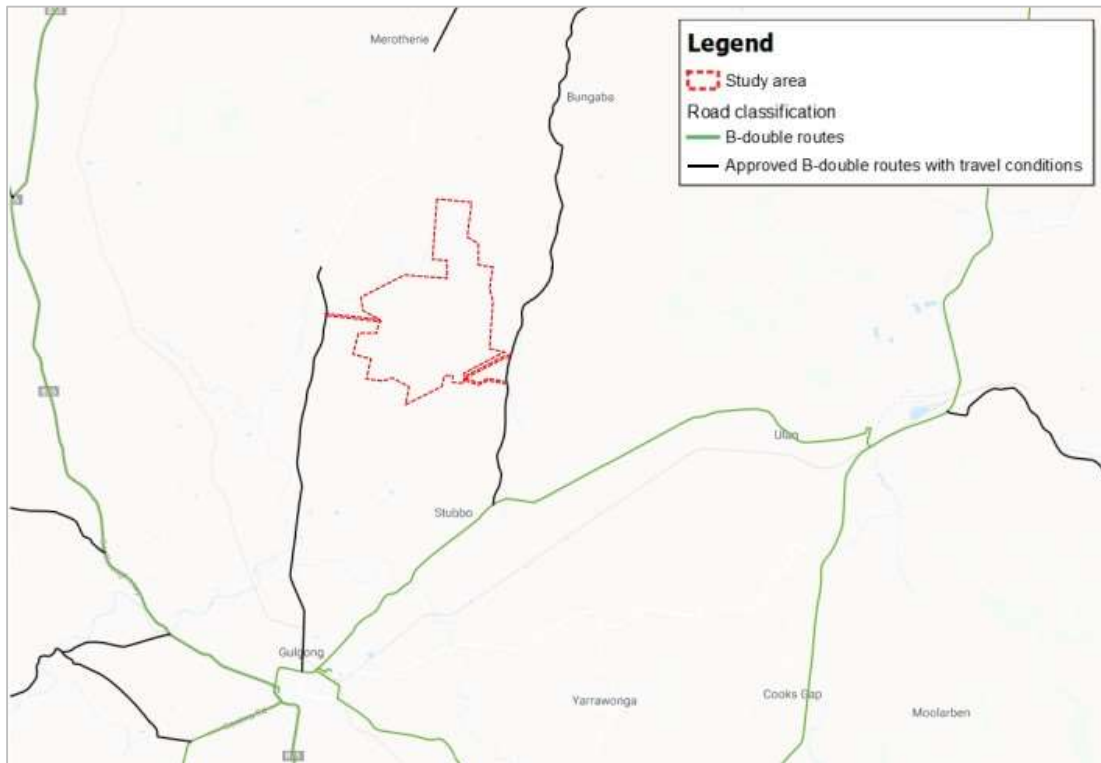 Merotherie
Bungaba
Legend
Study area
Road classification
B-double routes
Approved B-double routes with travel conditions
Ulan
Stubbo
Gulgong
Yarrawonga
Cooks Gap
Moolarben